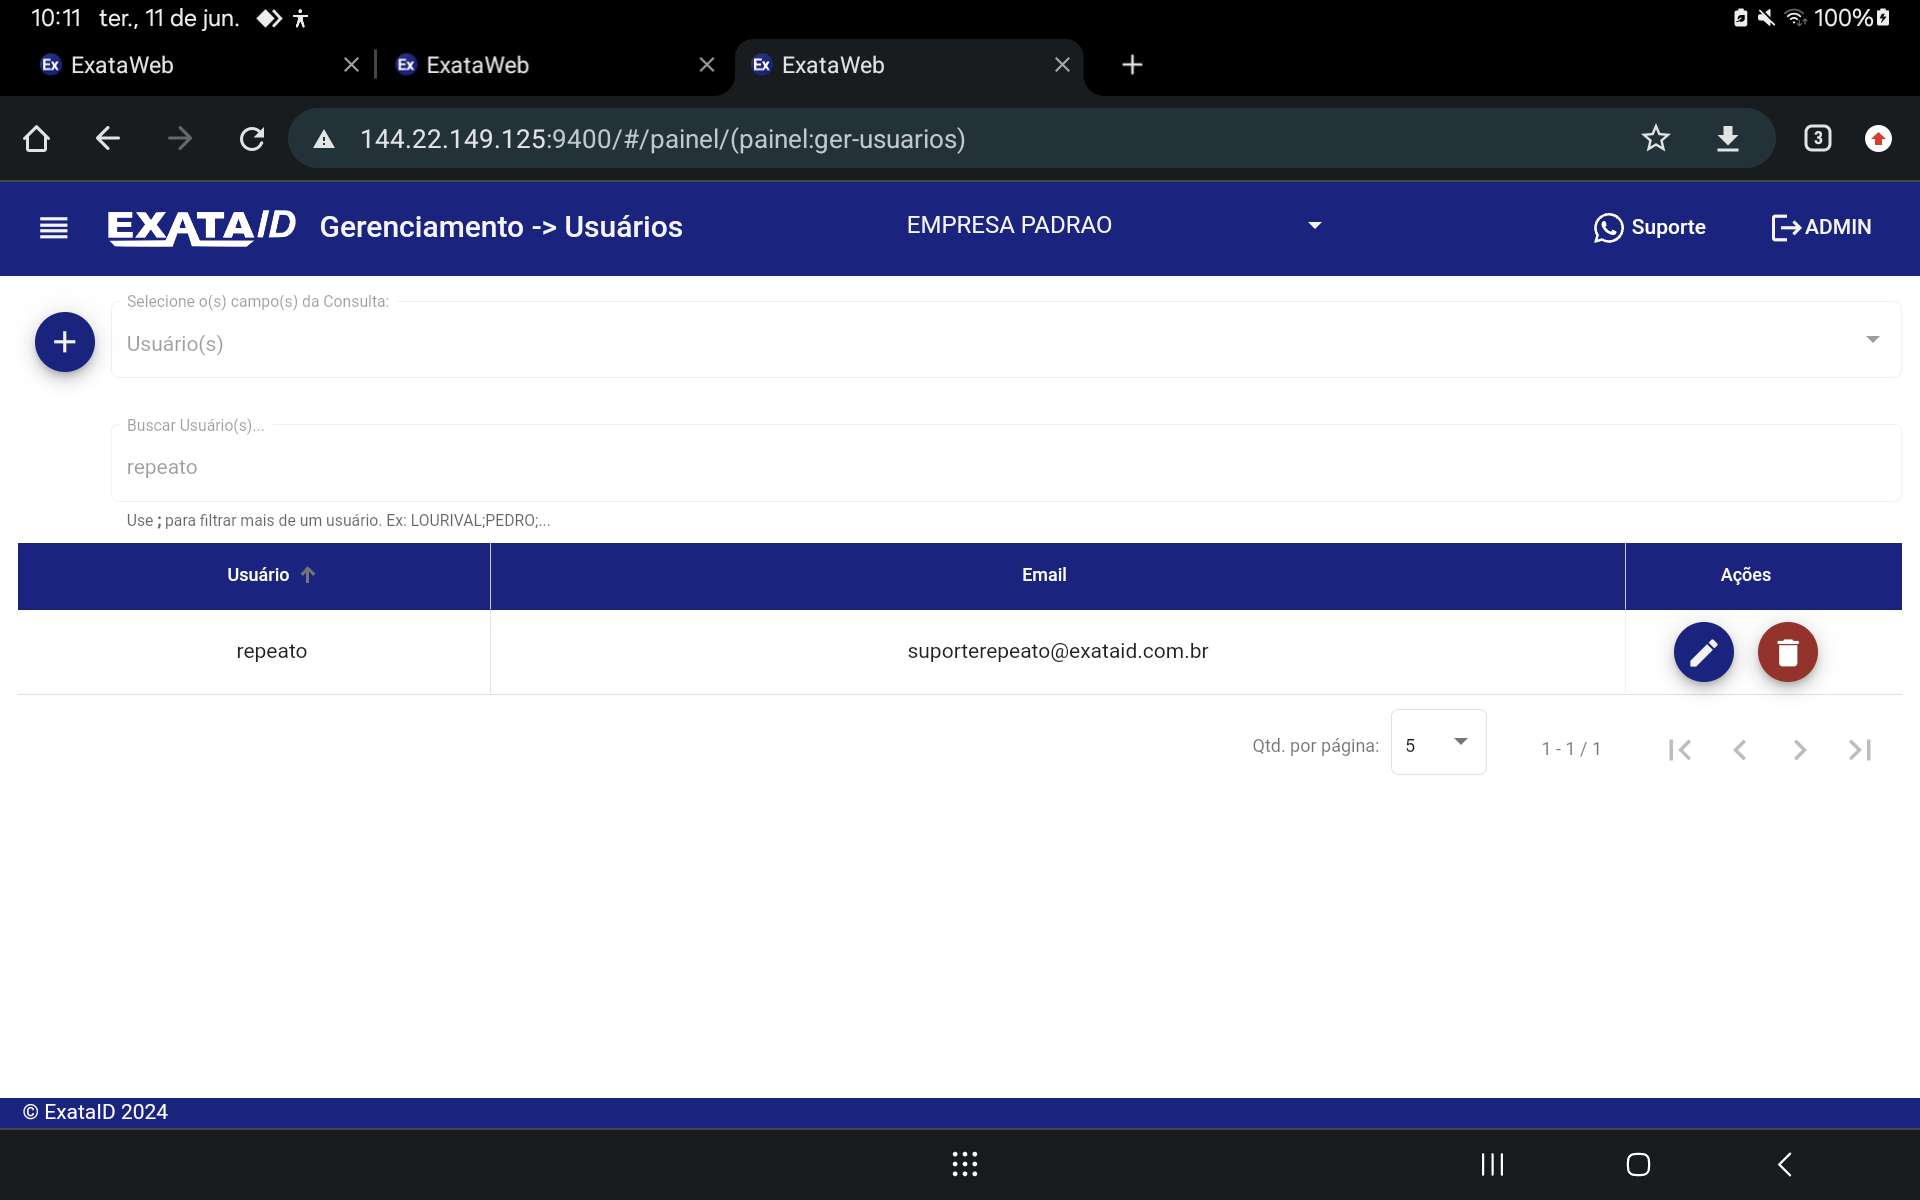 10:11 ter., 11 de jun. 100%
Ex ExataWeb
Ex ExataWeb
Ex ExataWeb
144.22.149.125:9400/#/painel/(painel:ger-usuarios)
3
EXATAID Gerenciamento -> Usuários EMPRESA PADRAO Suporte ADMIN
Selecione o(s) campo(s) da Consulta:
Usuário(s)
Buscar Usuário(s)...
repeato
Use ; para filtrar mais de um usuário. Ex: LOURIVAL;PEDRO;...
Usuário Email Ações
repeato suporterepeato@exataid.com.br
Qtd. por página: 5 1 - 1 / 1
© ExataID 2024